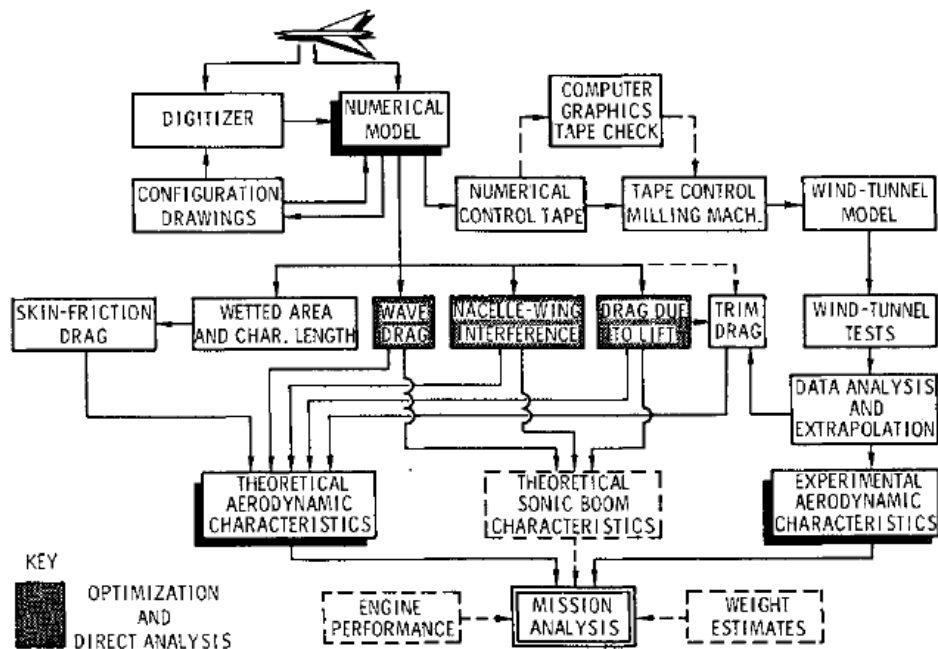 COMPUTER
GRAPHICS
TAPE CHECK
DIGITIZER
NUMERICAL
MODEL
CONFIGURATION
DRAWINGS
NUMERICAL
CONTROL TAPE
TAPE CONTROL
MILLING MACH.
WIND-TUNNEL
MODEL
SKIN-FRICTION
DRAG
WETTED AREA
AND CHAR. LENGTH
WAVE
DRAG
NACELLE-WING
INTERFERENCE
DRAG DUE
TO LIFT
TRIM
DRAG
WIND-TUNNEL
TESTS
DATA ANALYSIS
AND
EXTRAPOLATION
THEORETICAL
AERODYNAMIC
CHARACTERISTICS
THEORETICAL
SONIC BOOM
CHARACTERISTICS
EXPERIMENTAL
AERODYNAMIC
CHARACTERISTICS
KEY
OPTIMIZATION
AND
DIRECT ANALYSIS
ENGINE
PERFORMANCE
MISSION
ANALYSIS
WEIGHT
ESTIMATES